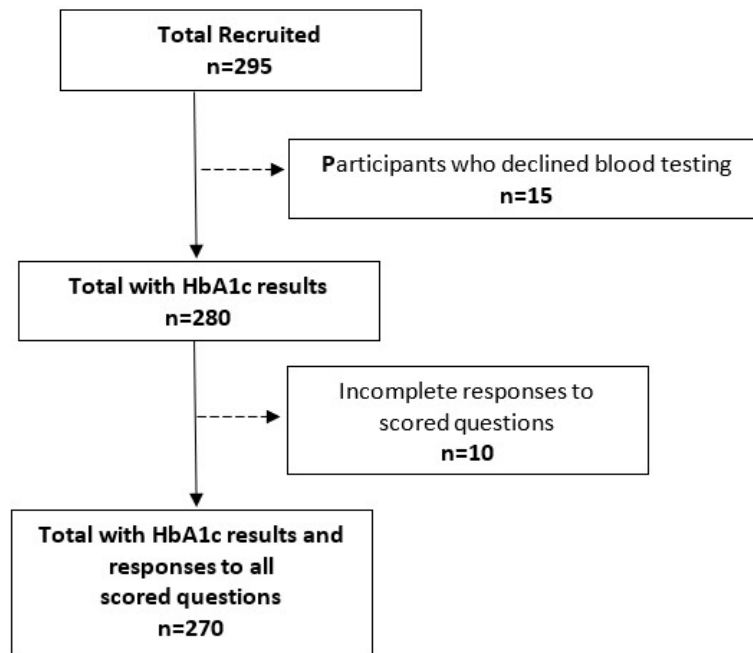 Total Recruited
n=295
Participants who declined blood testing
n=15
Total with HbA1c results
n=280
Incomplete responses to
scored questions
n=10
Total with HbA1c results and
responses to all
scored questions
n=270